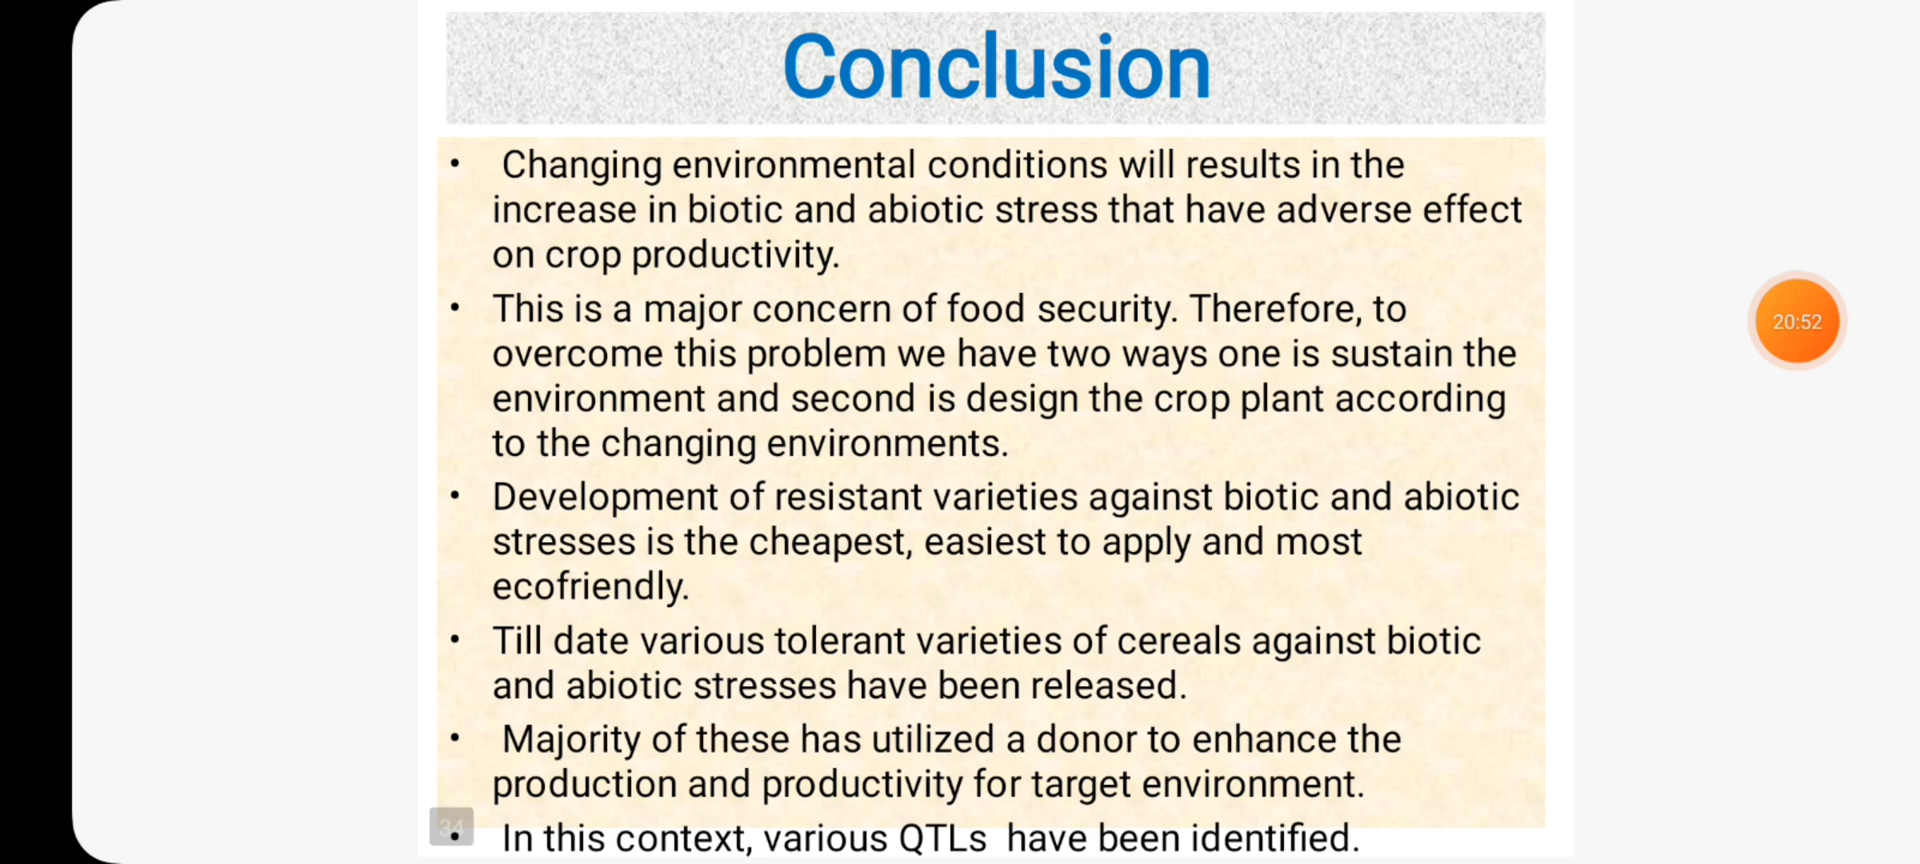 Conclusion
• Changing environmental conditions will results in the
increase in biotic and abiotic stress that have adverse effect
on crop productivity.
• This is a major concern of food security. Therefore, to
overcome this problem we have two ways one is sustain the
environment and second is design the crop plant according
to the changing environments.
• Development of resistant varieties against biotic and abiotic
stresses is the cheapest, easiest to apply and most
ecofriendly.
• Till date various tolerant varieties of cereals against biotic
and abiotic stresses have been released.
• Majority of these has utilized a donor to enhance the
production and productivity for target environment.
• In this context, various QTLs have been identified.
34
20:52